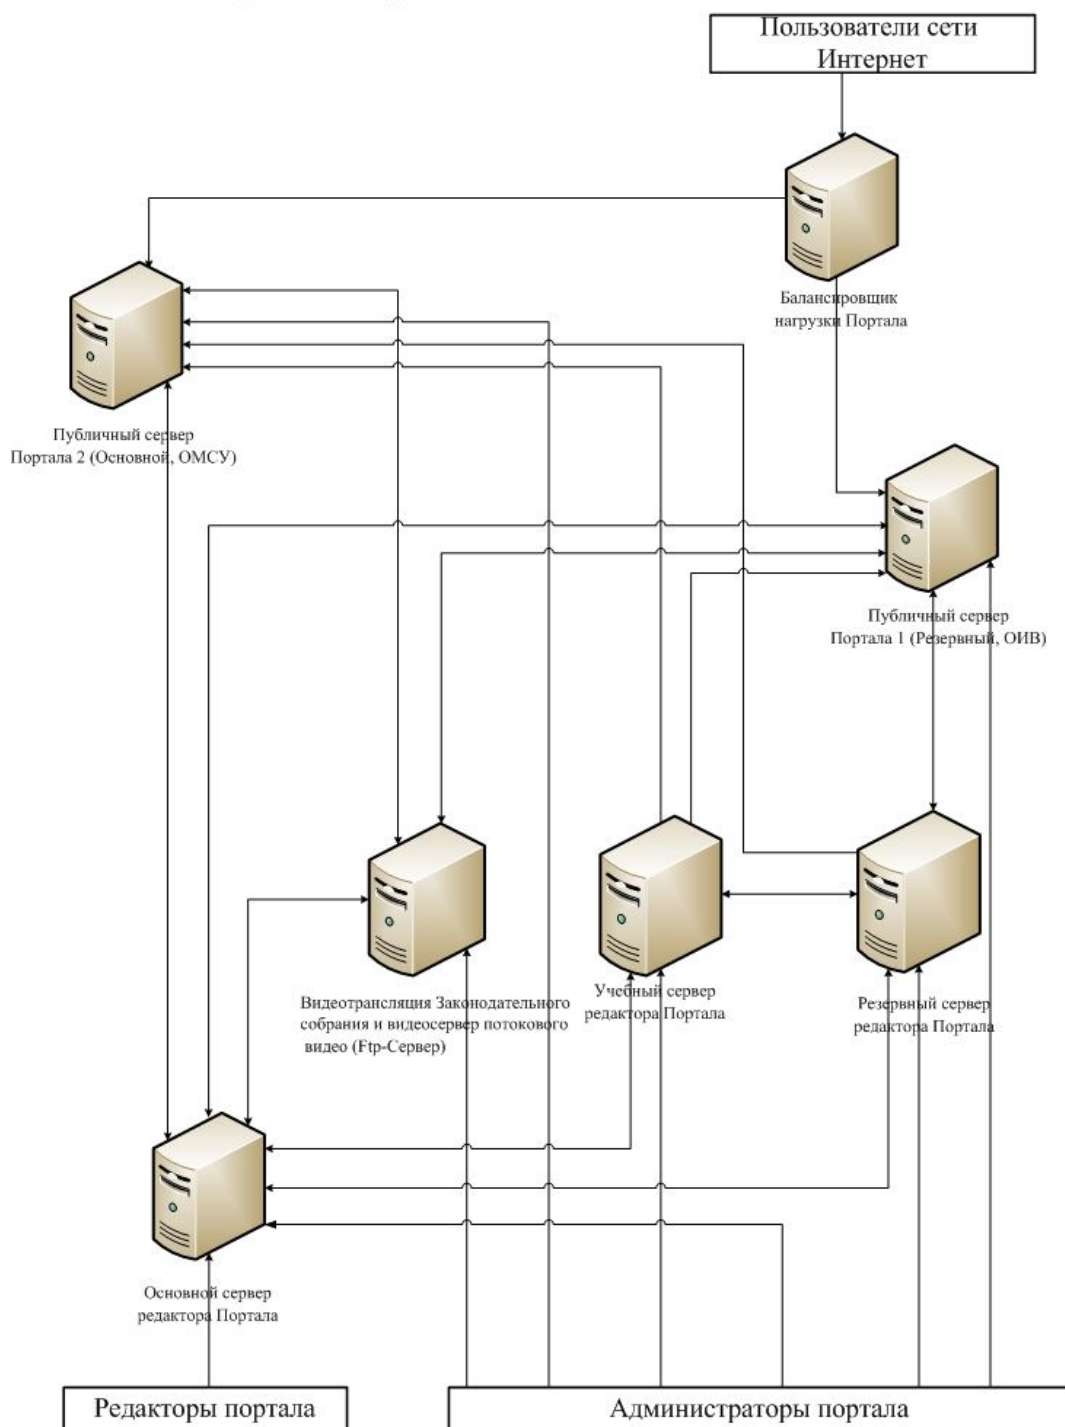 Пользователи сети
Интернет
Балансировщик
нагрузки Портала
Публичный сервер
Портала 2 (Основной, ОМСУ)
Публичный сервер
Портала 1 (Резервный, ОИВ)
Видеотрансляция Законодательного
собрания и видеосервер потокового
видео (Ftp-Сервер)
Учебный сервер
редактора Портала
Резервный сервер
редактора Портала
Основной сервер
редактора Портала
Редакторы портала
Администраторы портала